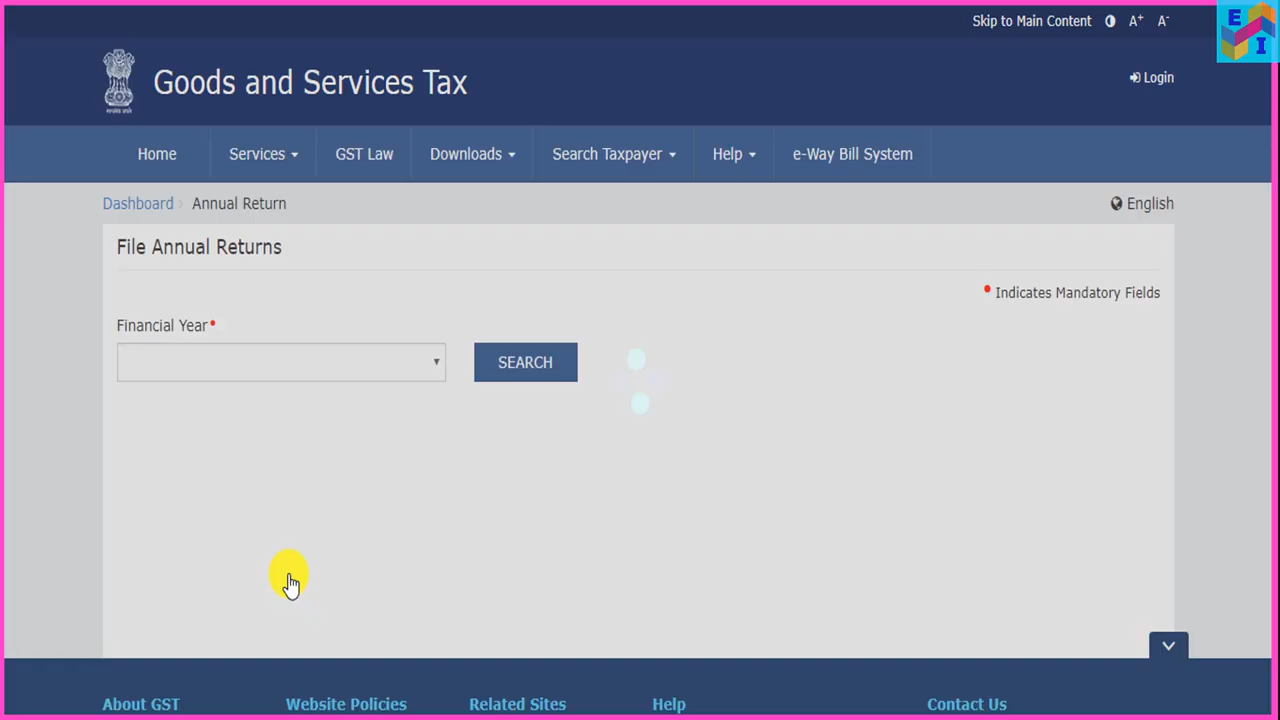 Skip to Main Content A+ A-
E
I
Goods and Services Tax
Login
Home Services GST Law Downloads Search Taxpayer Help e-Way Bill System
Dashboard Annual Return English
File Annual Returns
• Indicates Mandatory Fields
Financial Year•
SEARCH
About GST Website Policies Related Sites Help Contact Us